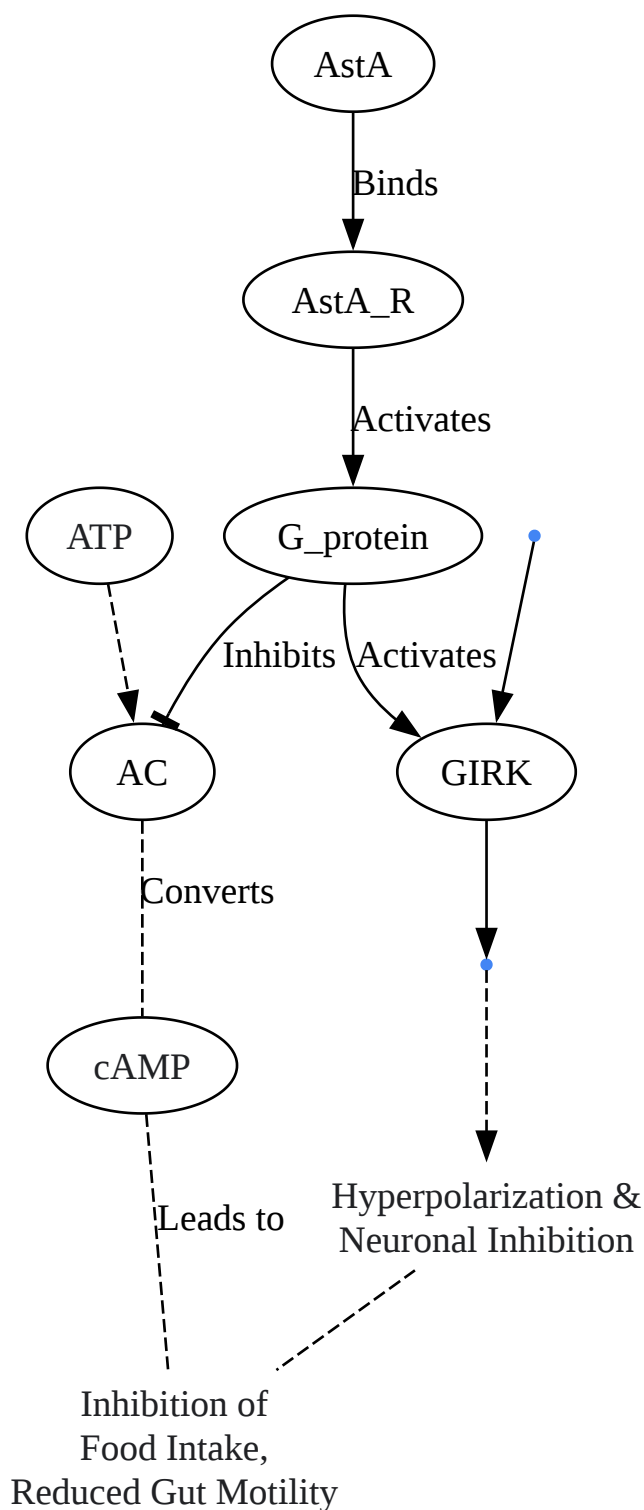 AstA
Binds
AstA_R
Activates
ATP
G_protein
Inhibits
Activates
AC
GIRK
Converts
cAMP
Hyperpolarization &
Neuronal Inhibition
Leads to
Inhibition of
Food Intake,
Reduced Gut Motility